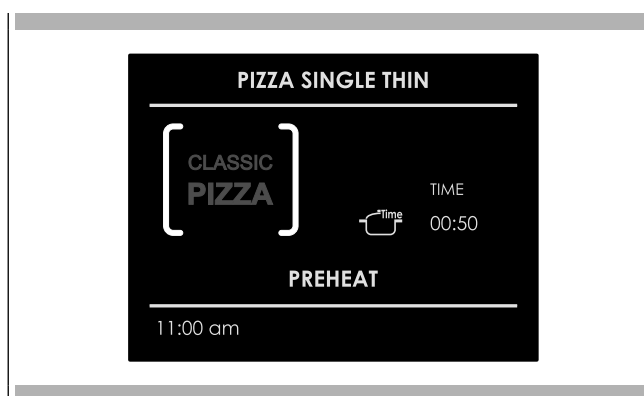 PIZZA SINGLE THIN
CLASSIC
PIZZA
TIME
Time
00:50
PREHEAT
11:00 am